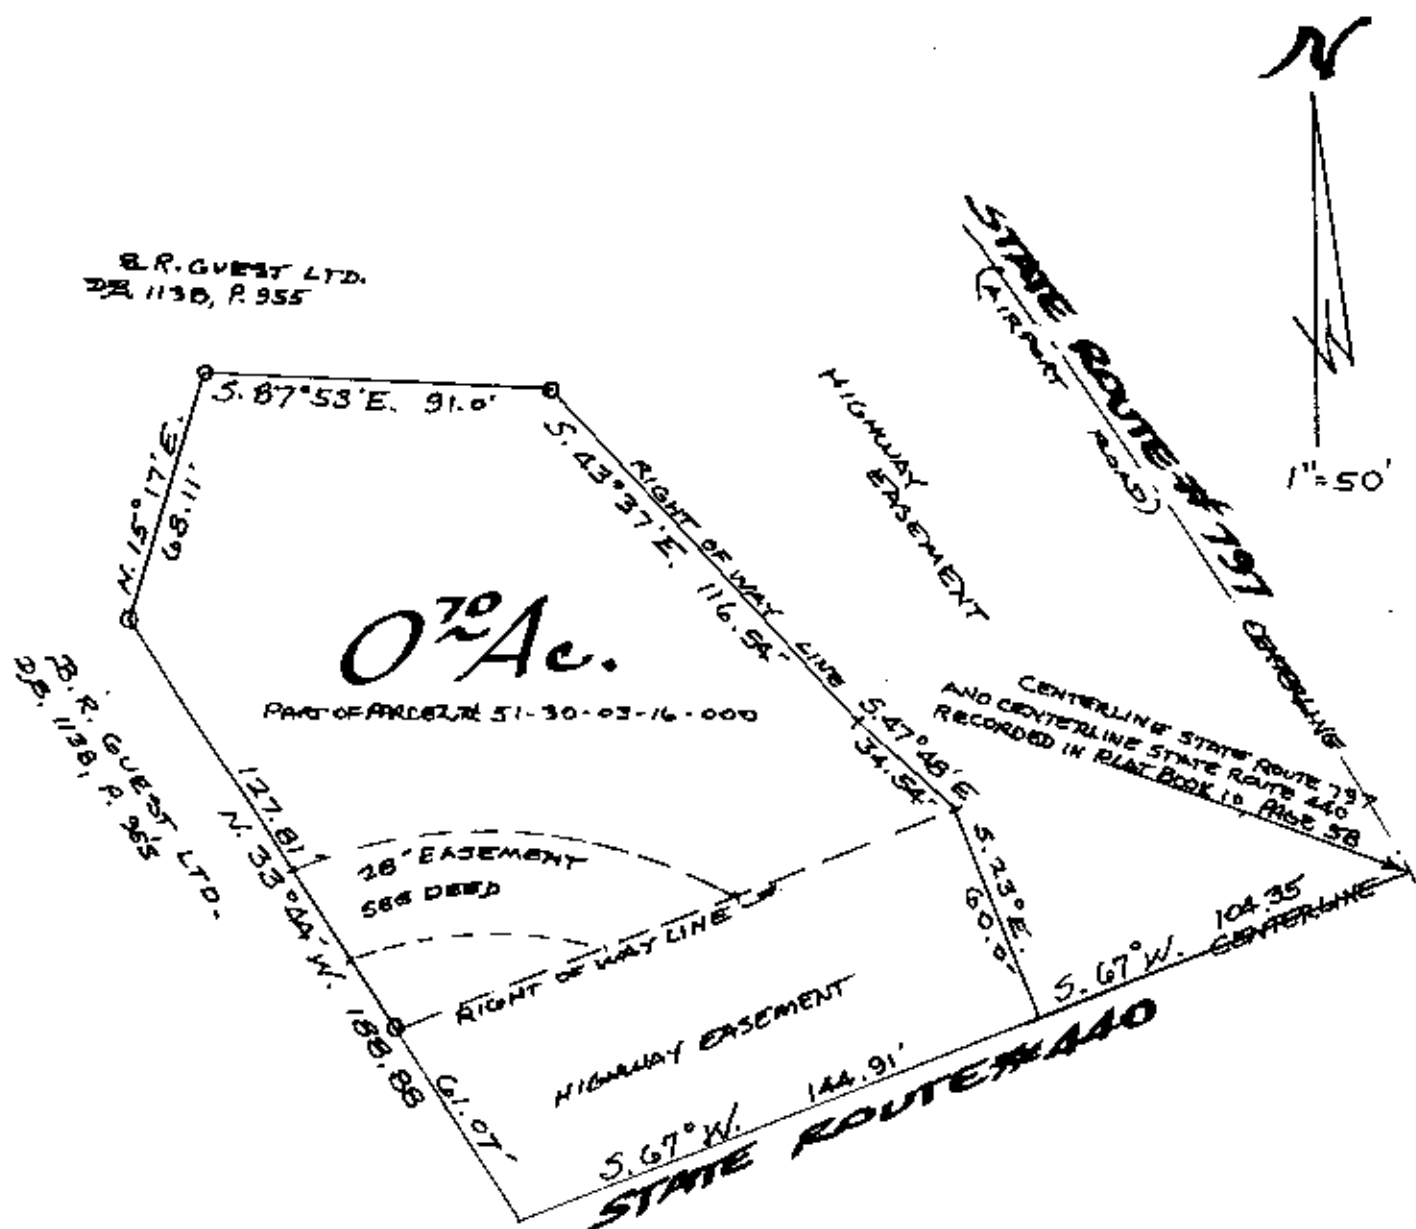 N
1"=50'
B.R. GUEST LTD.
D.B. 1138, P. 955
STATE ROUTE # 797
(AIRPORT ROAD)
CENTERLINE
HIGHWAY
EASEMENT
S. 87°53'E. 91.0'
N. 15°17'E.
68.11'
RIGHT OF WAY LINE
S. 43°37'E. 116.54'
0 70 Ac.
PART OF PARCEL # 51-30-03-16-000
S. 47°48'E.
34.54'
CENTERLINE STATE ROUTE 797
AND CENTERLINE STATE ROUTE 440
RECORDED IN PLAT BOOK 10 PAGE 58
B.R. GUEST LTD.
D.B. 1138, P. 955
127.81'
N. 33°44'W. 188.88
61.07'
28' EASEMENT
SEE DEED
RIGHT OF WAY LINE
S. 23°E.
60.0'
HIGHWAY EASEMENT
S. 67°W. 104.35
CENTERLINE
S. 67°W. 144.91'
STATE ROUTE # 440